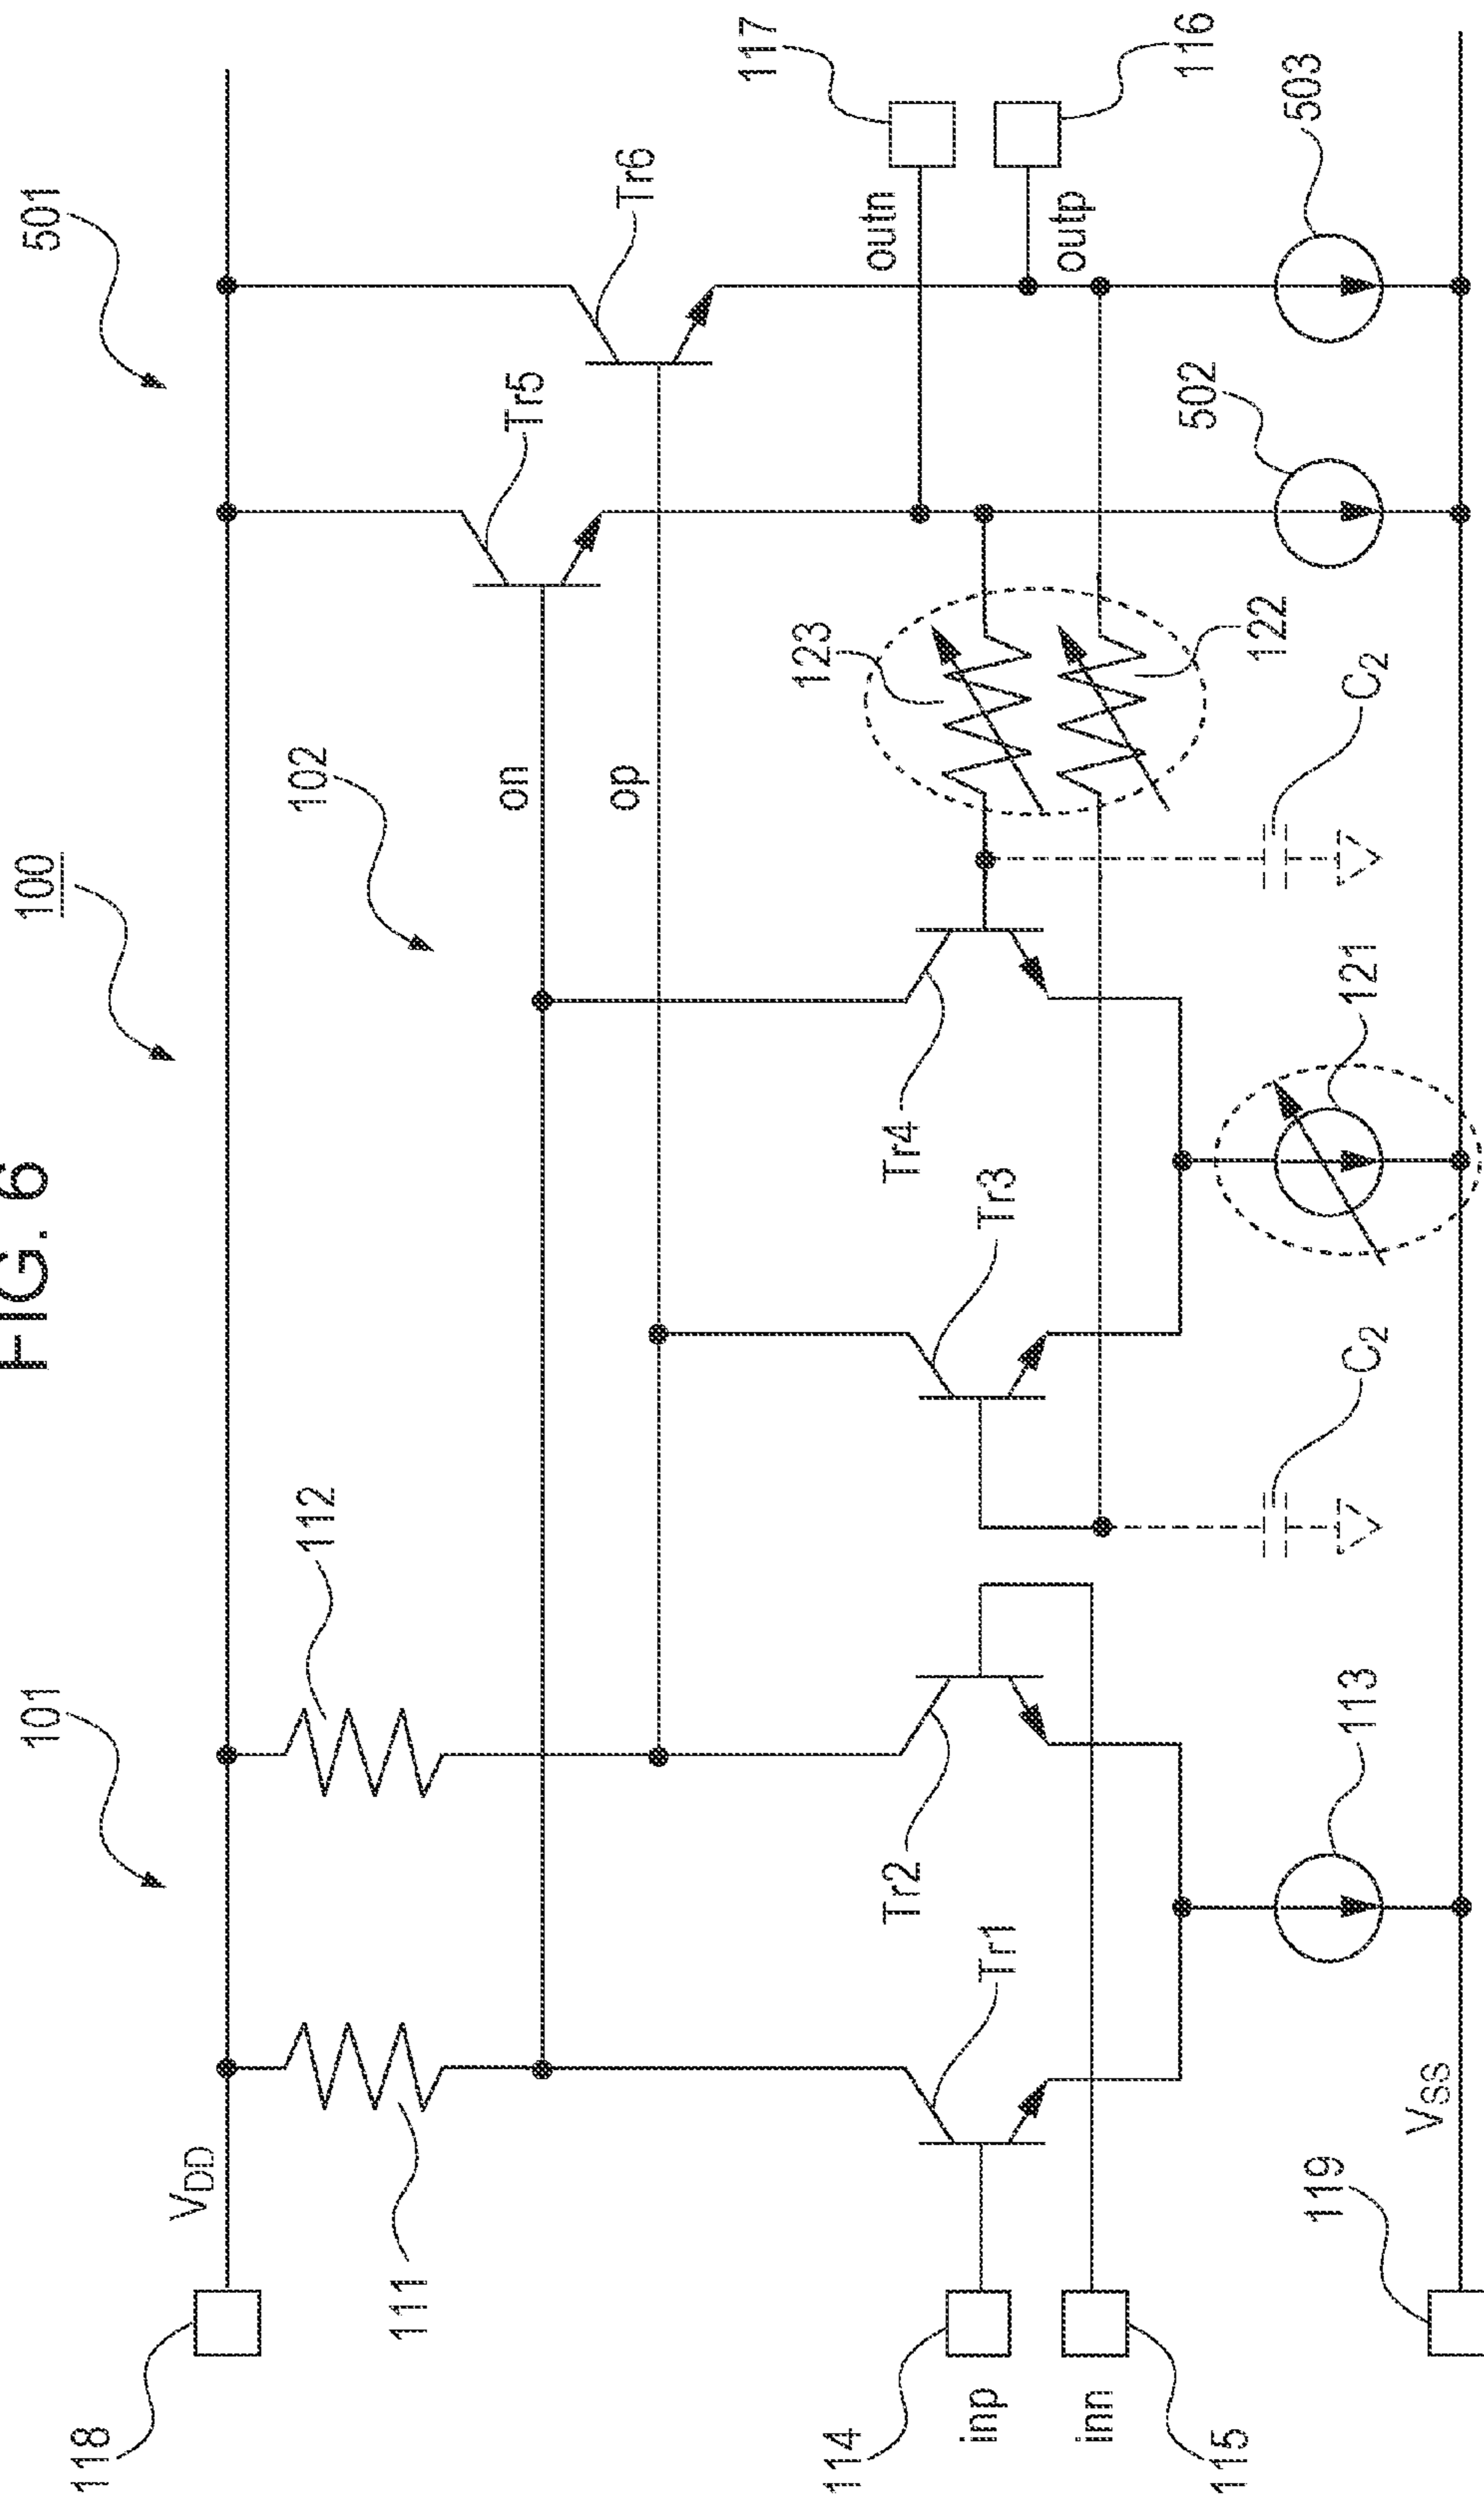 FIG. 6
100
101
501
118
VDD
111
112
102
on
op
Tr5
Tr6
117
116
outn
outp
123
122
114
inp
inn
115
Tr1
Tr2
Tr3
Tr4
C2
C2
119
VSS
113
121
502
503